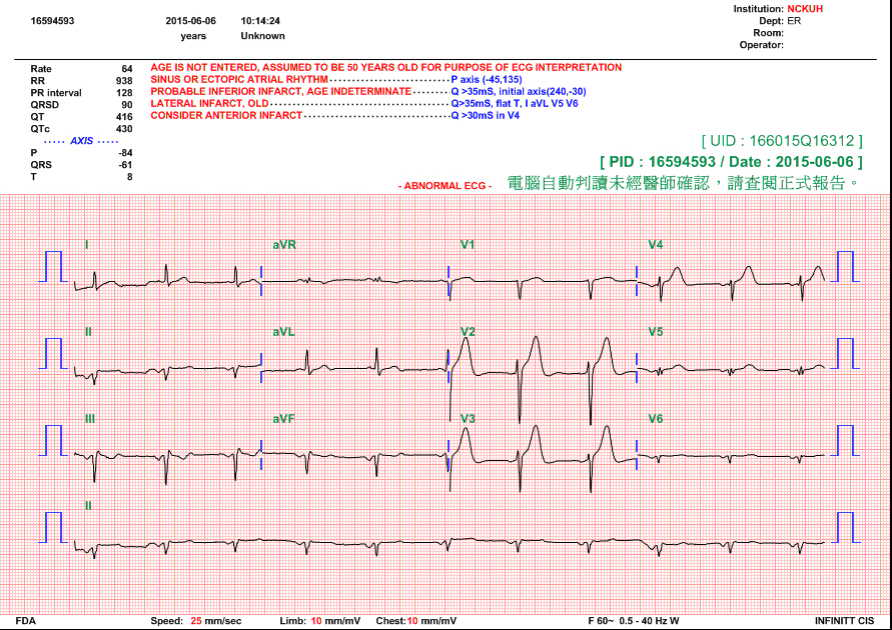 Institution: NCKUH
16594593 2015-06-06 10:14:24 Dept: ER
years Unknown Room:
Operator:
Rate 64 AGE IS NOT ENTERED, ASSUMED TO BE 50 YEARS OLD FOR PURPOSE OF ECG INTERPRETATION
RR 938 SINUS OR ECTOPIC ATRIAL RHYTHM - - - - - - - - - - - - - - - - - - - - - - - P axis (-45,135)
PR interval 128 PROBABLE INFERIOR INFARCT, AGE INDETERMINATE - - - - - - - - Q >35mS, initial axis(240,-30)
QRSD 90 LATERAL INFARCT, OLD - - - - - - - - - - - - - - - - - - - - - - - - - - - - - - - - - - Q>35mS, flat T, I aVL V5 V6
QT 416 CONSIDER ANTERIOR INFARCT - - - - - - - - - - - - - - - - - - - - - - - - - - - - Q >30mS in V4
QTc 430
- - - - - AXIS - - - - -
P -84
QRS -61
T 8
[ UID : 166015Q16312 ]
[ PID : 16594593 / Date : 2015-06-06 ]
- ABNORMAL ECG - 電腦自動判讀未經醫師確認，請查閱正式報告。
I aVR V1 V4
II aVL V2 V5
III aVF V3 V6
II
FDA Speed: 25 mm/sec Limb: 10 mm/mV Chest: 10 mm/mV F 60~ 0.5 - 40 Hz W INFINITT CIS